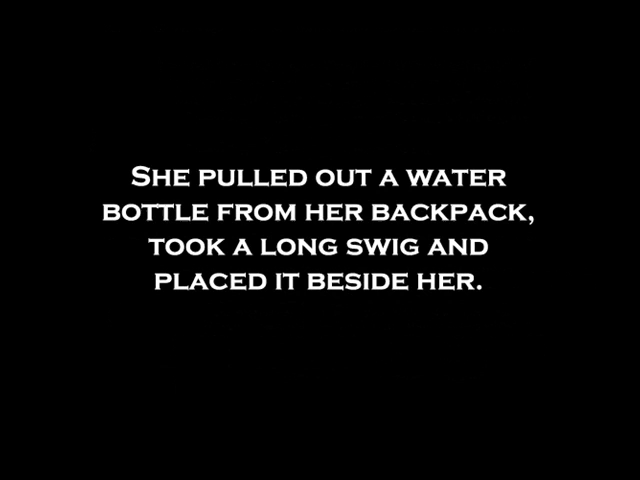 SHE PULLED OUT A WATER
BOTTLE FROM HER BACKPACK,
TOOK A LONG SWIG AND
PLACED IT BESIDE HER.